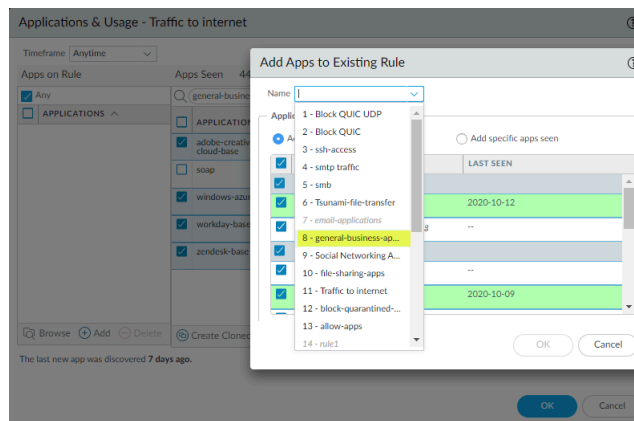 Applications & Usage - Traffic to internet
Timeframe Anytime
Apps on Rule
Apps Seen 44
Any
general-busine
APPLICATIONS
APPLICATION
adobe-creativ
cloud-base
soap
windows-azur
workday-base
zendesk-base
Browse Add Delete
Create Cloned
The last new app was discovered 7 days ago.
OK Cancel
Add Apps to Existing Rule
Name
Applic
Add specific apps seen
LAST SEEN
2020-10-12
--
--
2020-10-09
1 - Block QUIC UDP
2 - Block QUIC
3 - ssh-access
4 - smtp traffic
5 - smb
6 - Tsunami-file-transfer
7 - email-applications
8 - general-business-ap...
9 - Social Networking A...
10 - file-sharing-apps
11 - Traffic to internet
12 - block-quarantined-...
13 - allow-apps
14 - rule1
OK Cancel